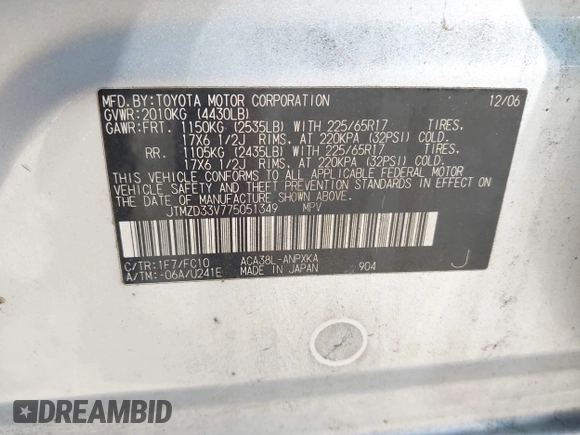 MFD. BY: TOYOTA MOTOR CORPORATION 12/06
GVWR: 2010KG (4430LB)
GAWR: FRT. 1150KG (2535LB) WITH 225/65R17 TIRES,
17X6 1/2J RIMS, AT 220KPA (32PSI) COLD.
RR. 1105KG (2435LB) WITH 225/65R17 TIRES,
17X6 1/2J RIMS, AT 220KPA (32PSI) COLD.
THIS VEHICLE CONFORMS TO ALL APPLICABLE FEDERAL MOTOR
VEHICLE SAFETY AND THEFT PREVENTION STANDARDS IN EFFECT ON
THE DATE OF MANUFACTURE SHOWN ABOVE.
JTMZD33V775051349 MPV
C/TR: 1F7/FC10 ACA38L-ANPXKA
A/TM: -06A/U241E MADE IN JAPAN 904 J
DREAMBID